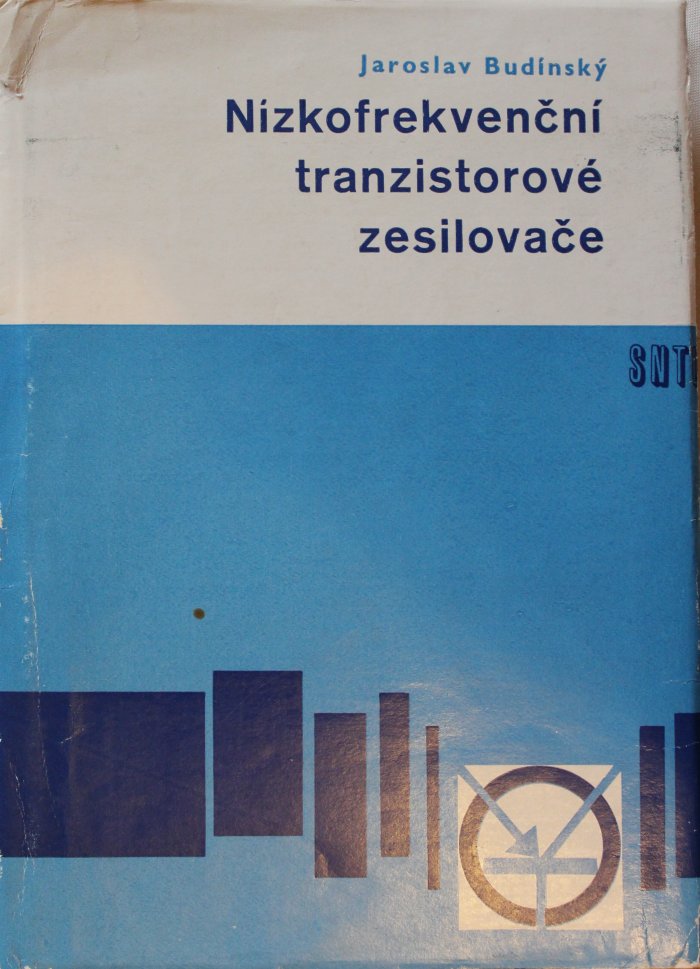 Jaroslav Budínský
Nízkofrekvenční
tranzistorové
zesilovače
SNT